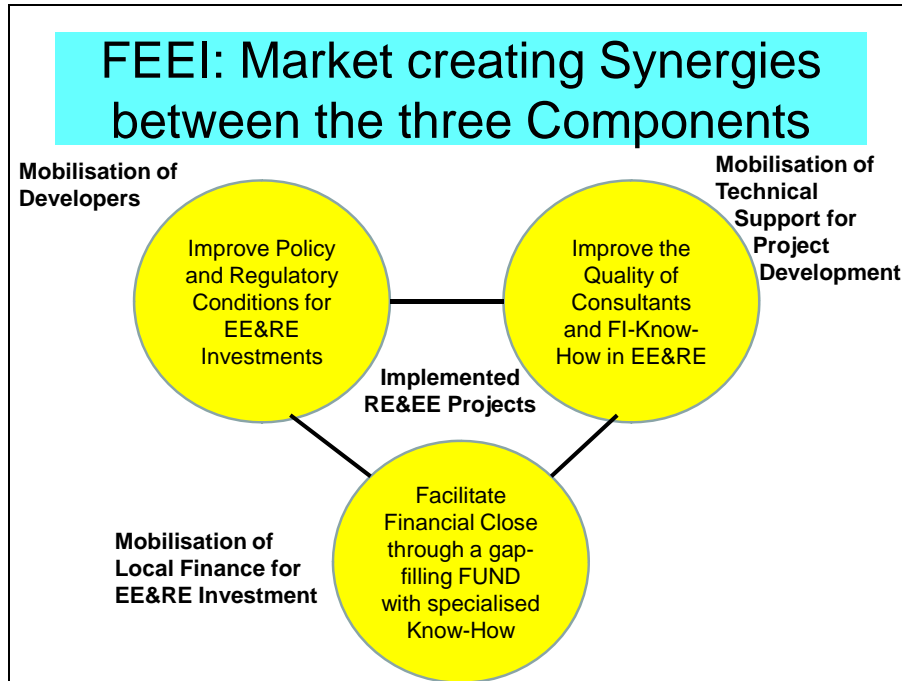 FEEI: Market creating Synergies
between the three Components
Mobilisation of
Developers
Mobilisation of
Technical
Support for
Project
Development
Improve Policy
and Regulatory
Conditions for
EE&RE
Investments
Improve the
Quality of
Consultants
and FI-Know-
How in EE&RE
Implemented
RE&EE Projects
Facilitate
Financial Close
through a gap-
filling FUND
with specialised
Know-How
Mobilisation of
Local Finance for
EE&RE Investment